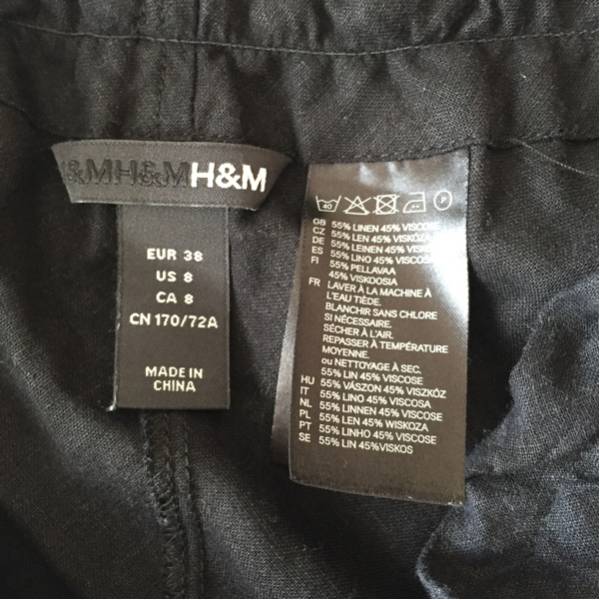 H&MH&MH&M
EUR 38
US 8
CA 8
CN 170/72A
MADE IN
CHINA
40
P
GB 55% LINEN 45% VISCOSE
CZ 55% LEN 45% VISKÓZA
DE 55% LEINEN 45% VISKOSE
ES 55% LINO 45% VISCOSA
FI 55% PELLAVAA
45% VISKOOSIA
FR LAVER À LA MACHINE À
L'EAU TIÈDE.
BLANCHIR SANS CHLORE
SI NÉCESSAIRE.
SÉCHER À L'AIR.
REPASSER À TEMPÉRATURE
MOYENNE.
ou NETTOYAGE À SEC.
55% LIN 45% VISCOSE
HU 55% VÁSZON 45% VISZKÓZ
IT 55% LINO 45% VISCOSA
NL 55% LINNEN 45% VISCOSE
PL 55% LEN 45% WISKOZA
PT 55% LINHO 45% VISCOSE
SE 55% LIN 45%VISKOS